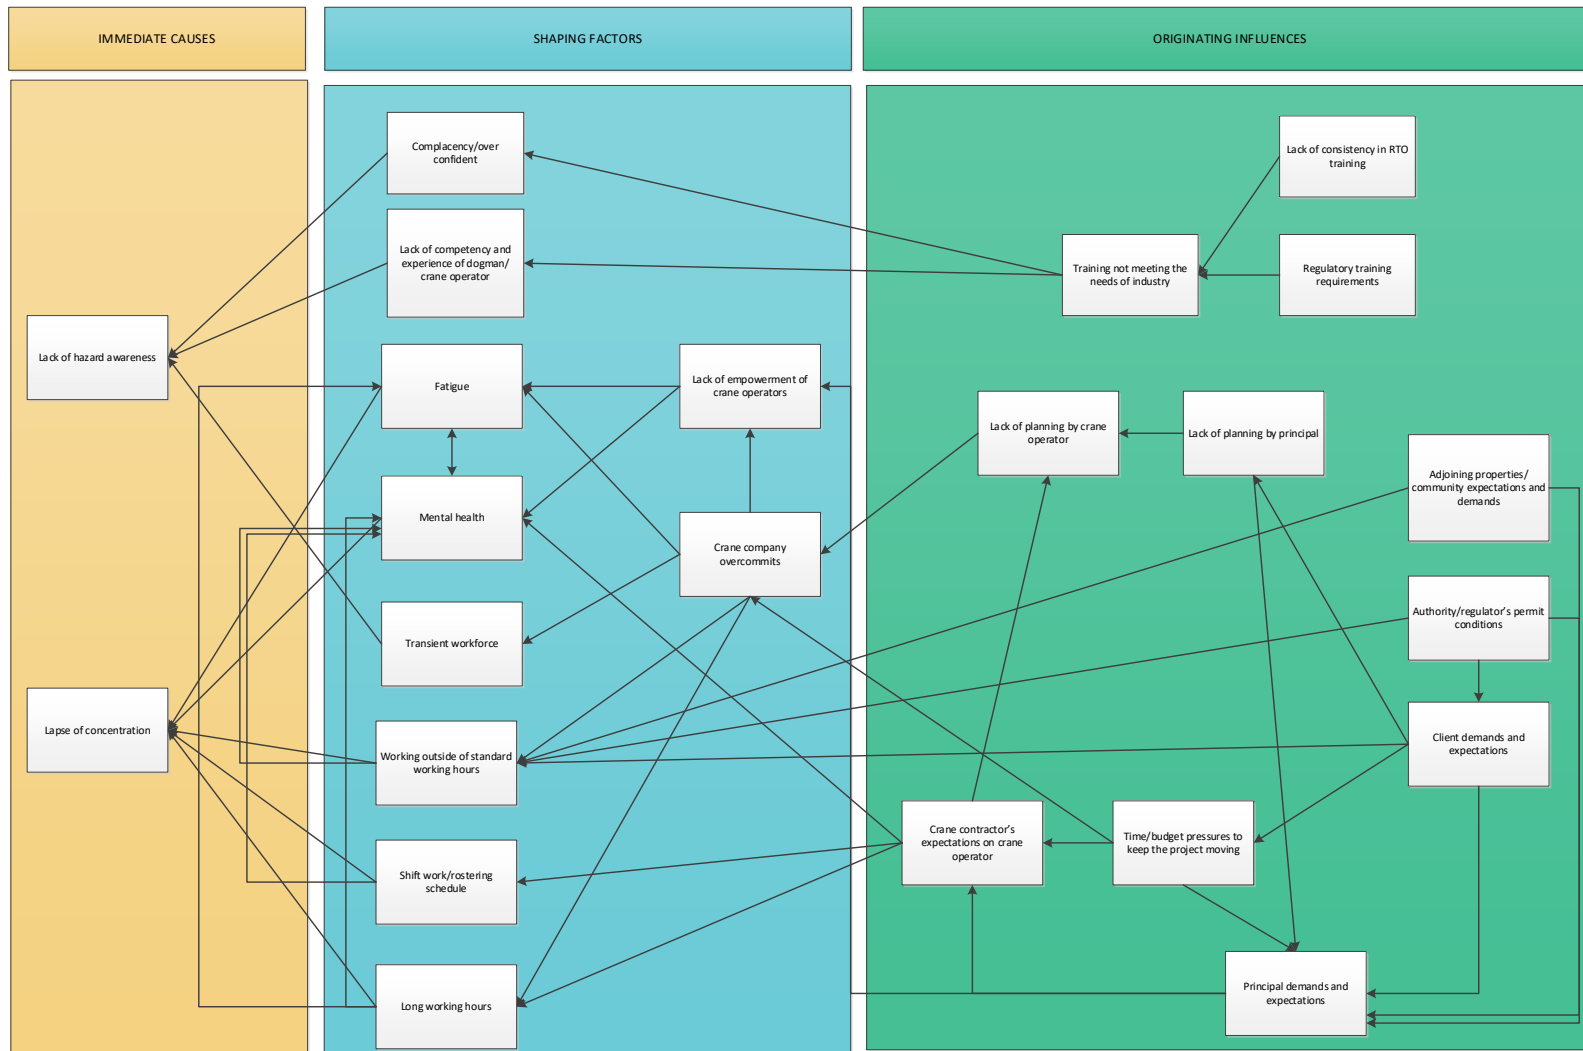 IMMEDIATE CAUSES
SHAPING FACTORS
ORIGINATING INFLUENCES
Lack of hazard awareness
Lapse of concentration
Complacency/over
confident
Lack of competency and
experience of dogman/
crane operator
Fatigue
Mental health
Transient workforce
Working outside of standard
working hours
Shift work/rostering
schedule
Long working hours
Lack of empowerment of
crane operators
Crane company
overcommits
Lack of consistency in RTO
training
Training not meeting the
needs of industry
Regulatory training
requirements
Lack of planning by crane
operator
Lack of planning by principal
Adjoining properties/
community expectations and
demands
Authority/regulator's permit
conditions
Client demands and
expectations
Crane contractor's
expectations on crane
operator
Time/budget pressures to
keep the project moving
Principal demands and
expectations